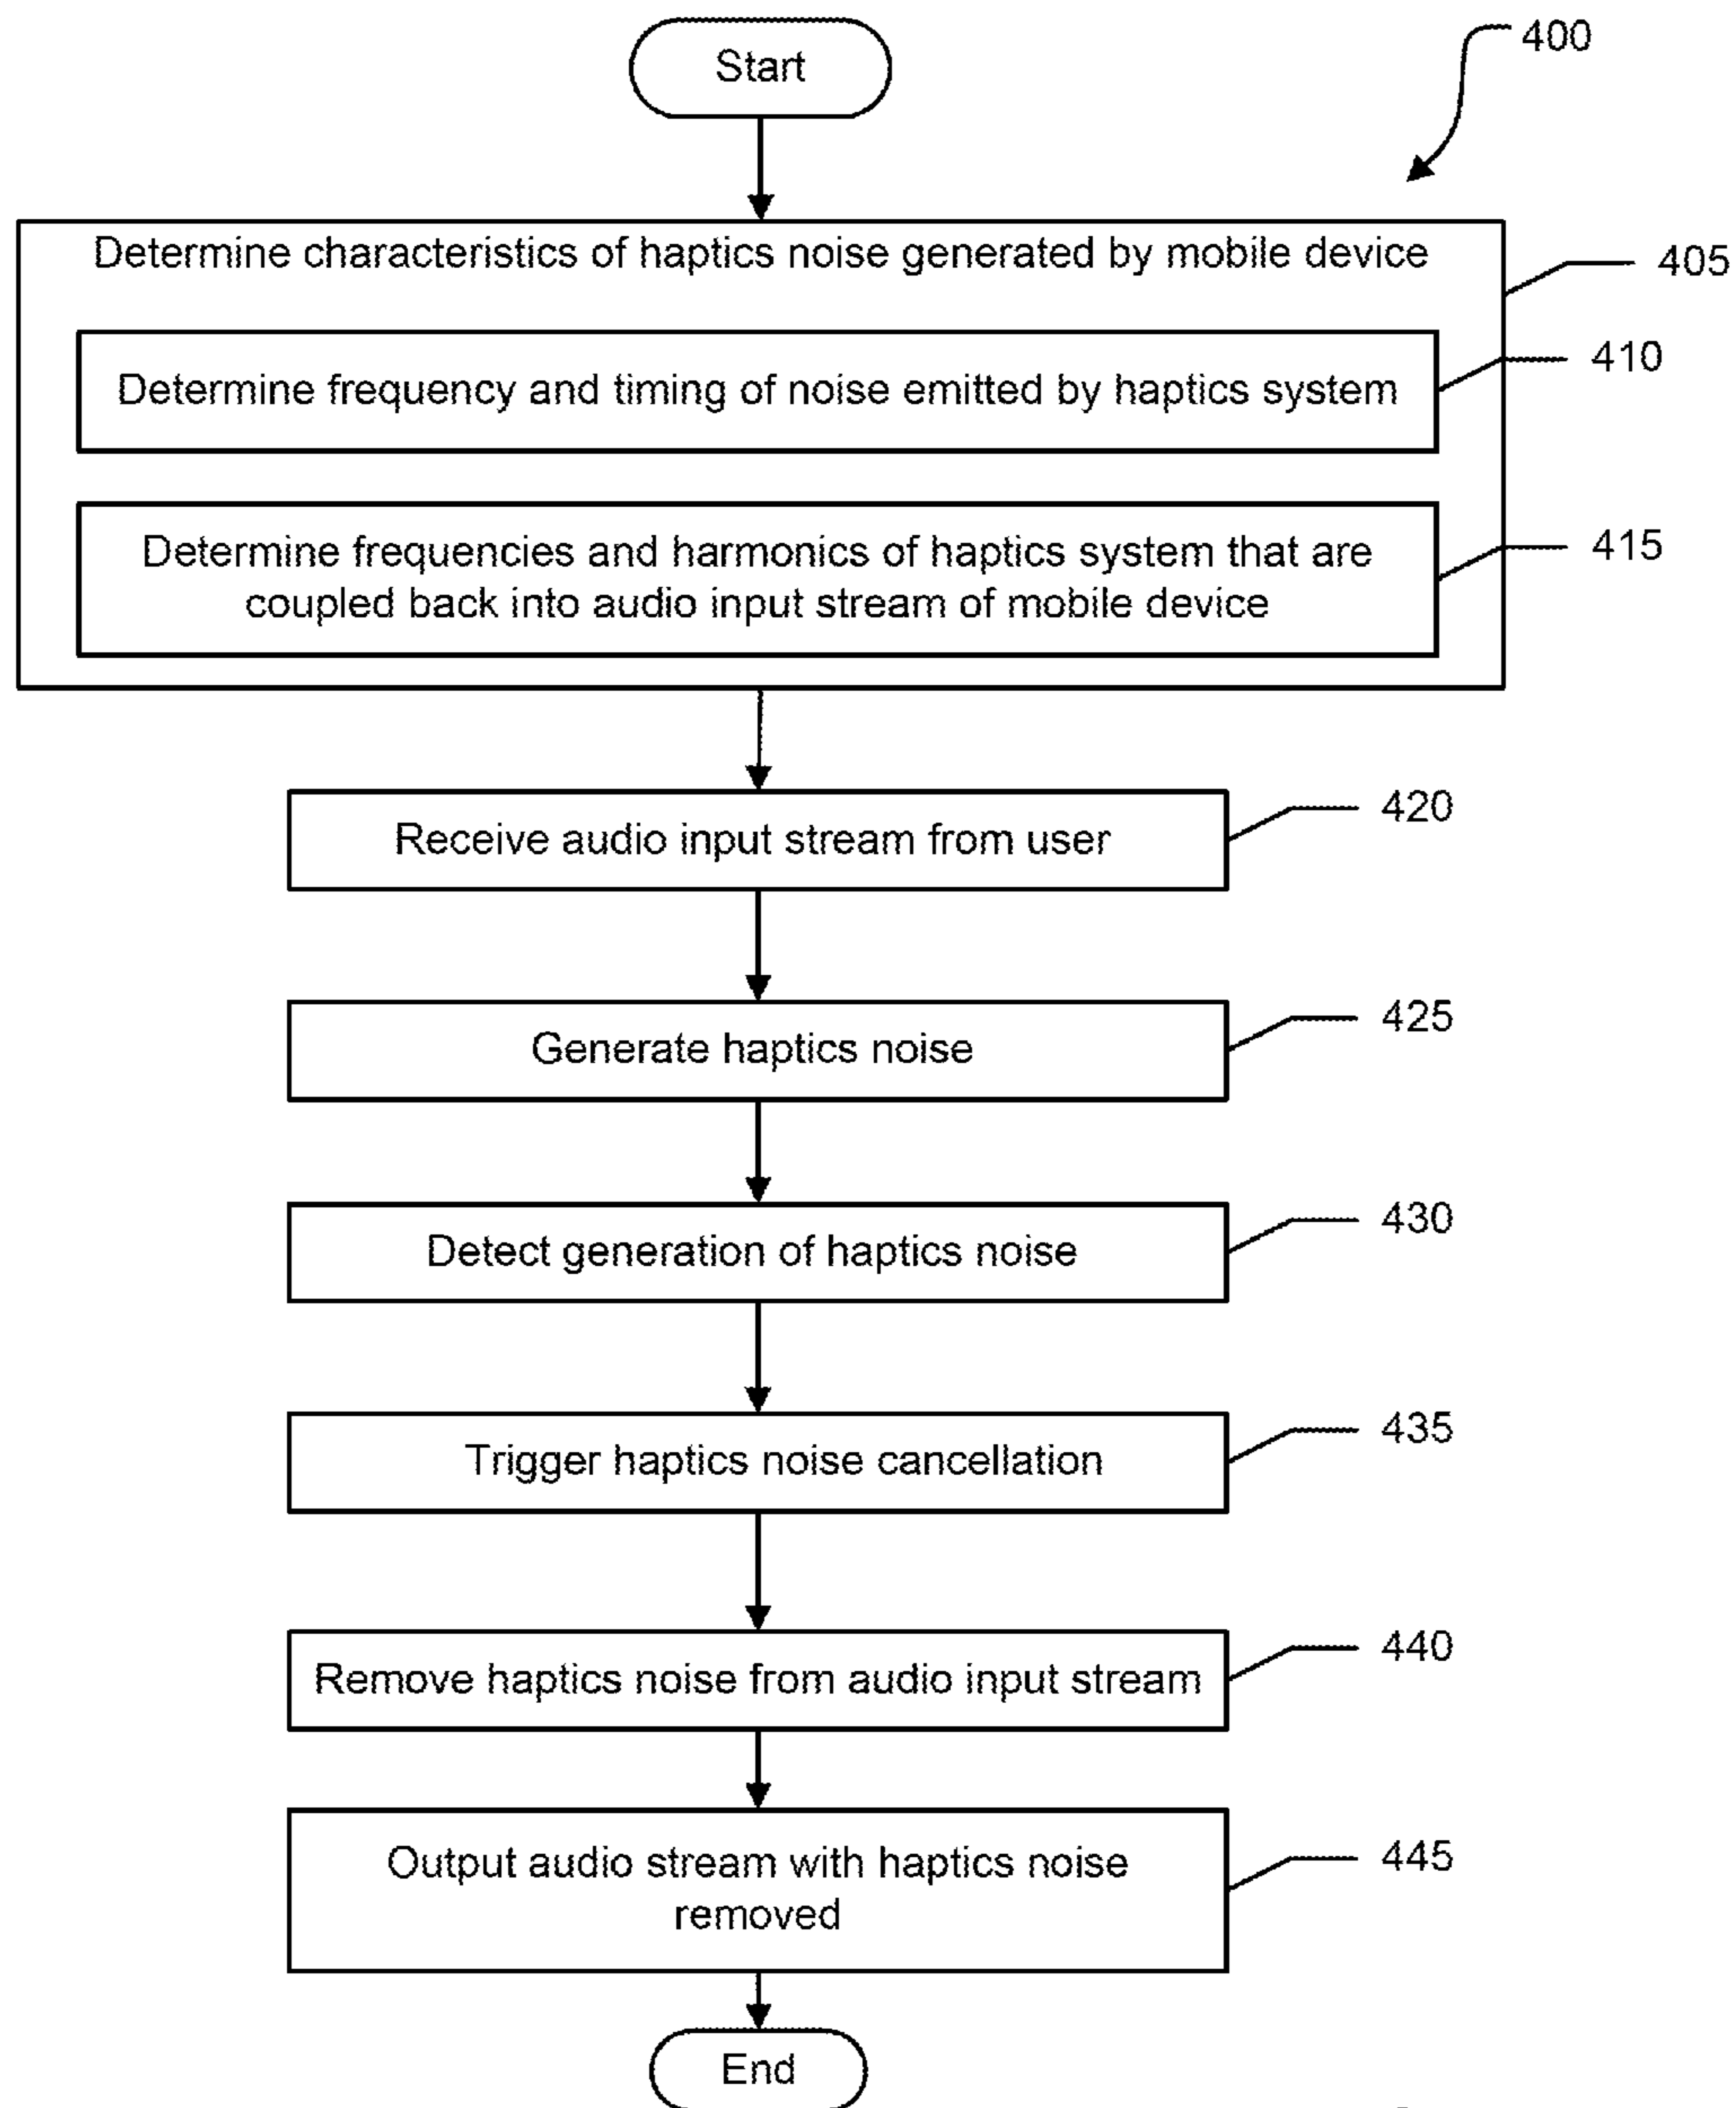 Start
400
Determine characteristics of haptics noise generated by mobile device
405
Determine frequency and timing of noise emitted by haptics system
410
Determine frequencies and harmonics of haptics system that are
coupled back into audio input stream of mobile device
415
Receive audio input stream from user
420
Generate haptics noise
425
Detect generation of haptics noise
430
Trigger haptics noise cancellation
435
Remove haptics noise from audio input stream
440
Output audio stream with haptics noise
removed
445
End